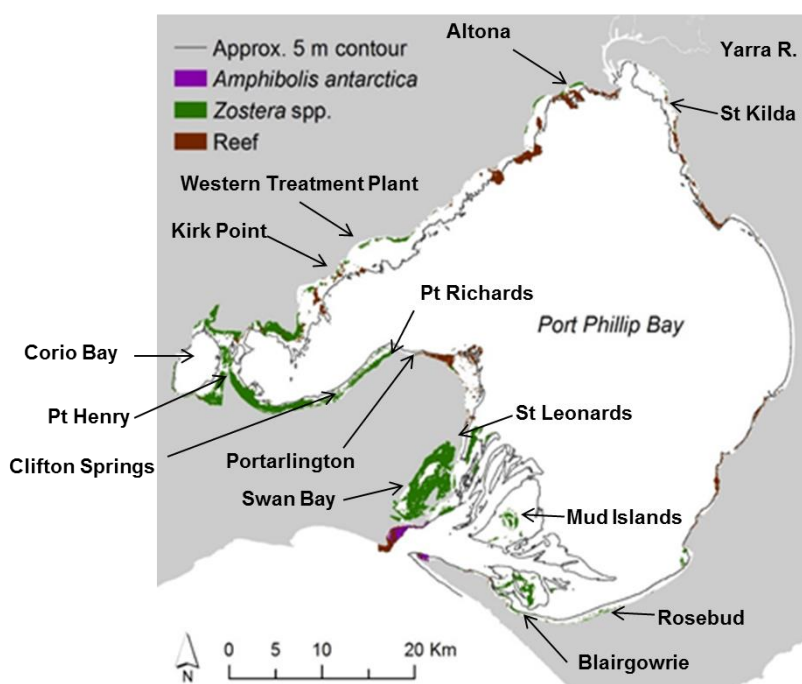 Approx. 5 m contour
Amphibolis antarctica
Zostera spp.
Reef
Altona
Yarra R.
St Kilda
Western Treatment Plant
Kirk Point
Pt Richards
Port Phillip Bay
Corio Bay
Pt Henry
Clifton Springs
Portarlington
St Leonards
Swan Bay
Mud Islands
Rosebud
Blairgowrie
N
0 5 10 20 Km